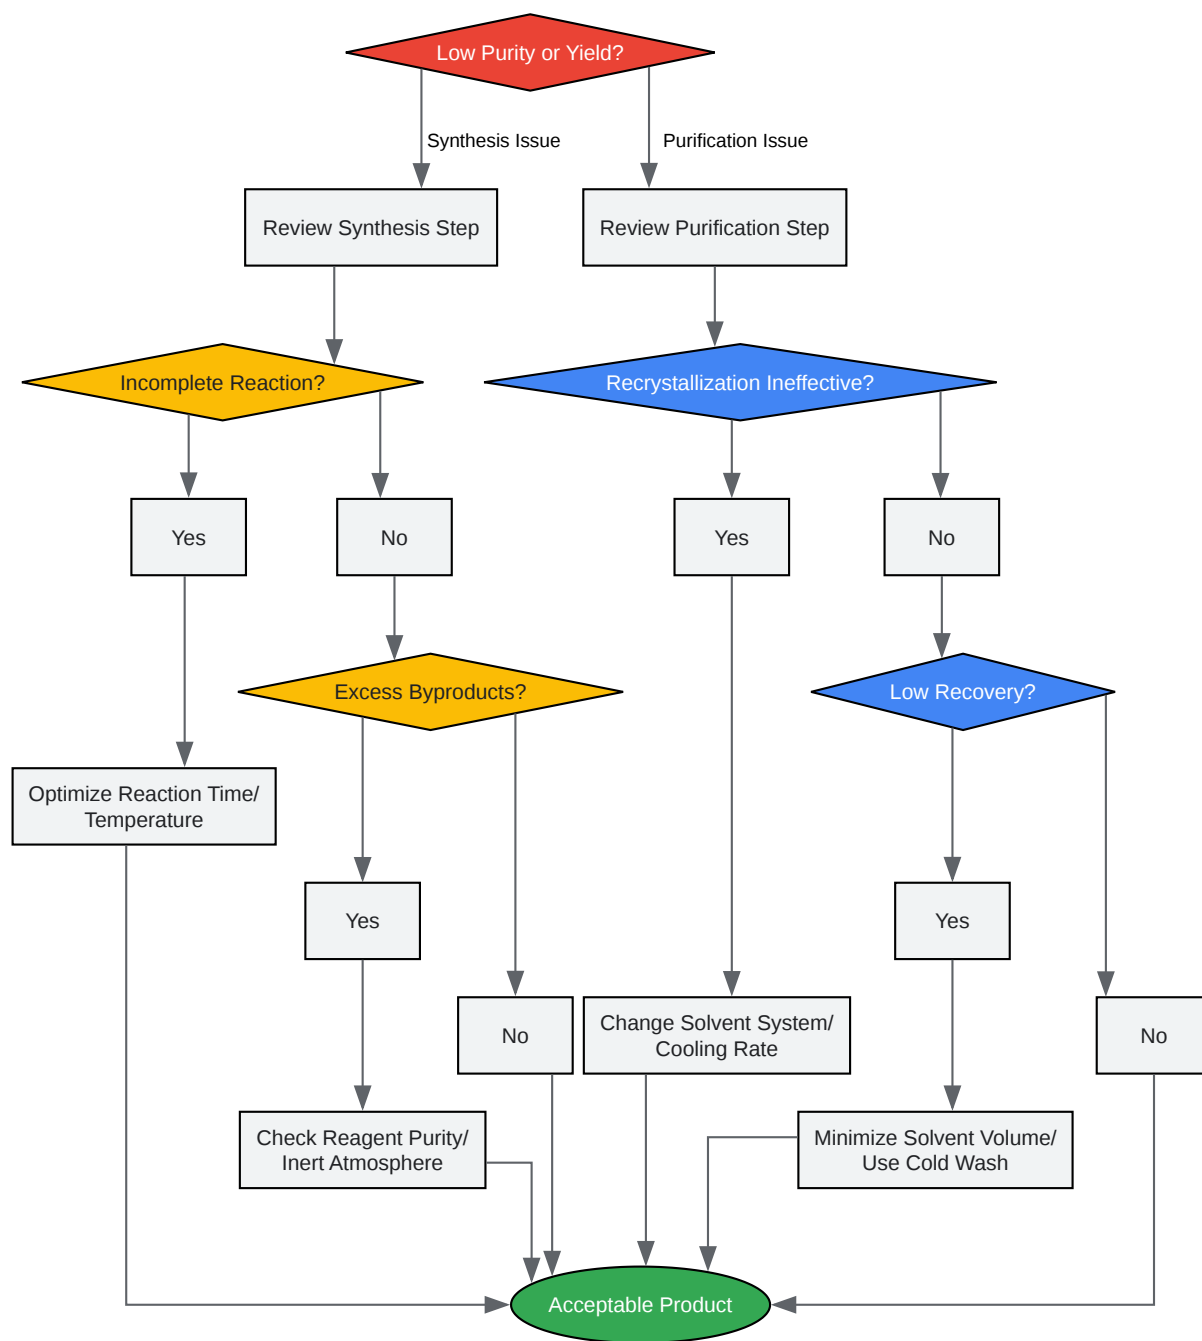 Low Purity or Yield?
Synthesis Issue
Purification Issue
Review Synthesis Step
Review Purification Step
Incomplete Reaction?
Recrystallization Ineffective?
Yes
No
Yes
No
Excess Byproducts?
Low Recovery?
Optimize Reaction Time/
Temperature
Yes
Yes
No
Change Solvent System/
Cooling Rate
No
Check Reagent Purity/
Inert Atmosphere
Minimize Solvent Volume/
Use Cold Wash
Acceptable Product